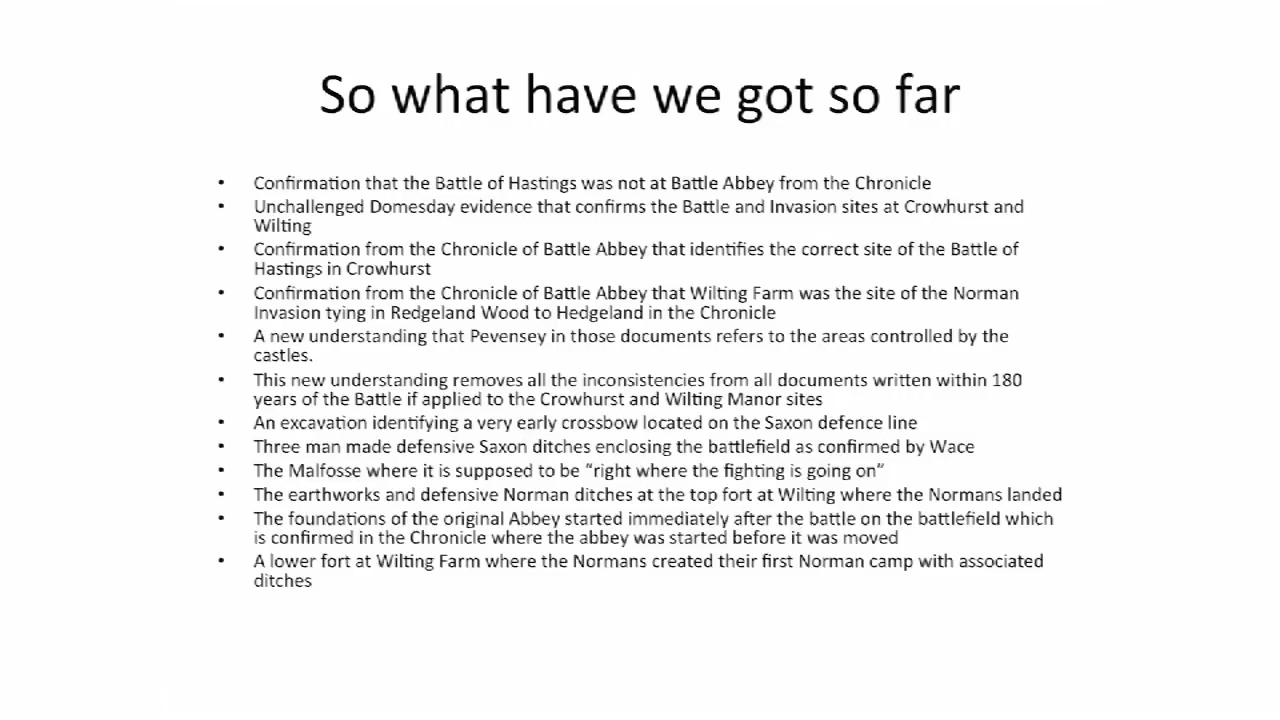 So what have we got so far
• Confirmation that the Battle of Hastings was not at Battle Abbey from the Chronicle
• Unchallenged Domesday evidence that confirms the Battle and Invasion sites at Crowhurst and
Wilting
• Confirmation from the Chronicle of Battle Abbey that identifies the correct site of the Battle of
Hastings in Crowhurst
• Confirmation from the Chronicle of Battle Abbey that Wilting Farm was the site of the Norman
Invasion tying in Redgeland Wood to Hedgeland in the Chronicle
• A new understanding that Pevensey in those documents refers to the areas controlled by the
castles.
• This new understanding removes all the inconsistencies from all documents written within 180
years of the Battle if applied to the Crowhurst and Wilting Manor sites
• An excavation identifying a very early crossbow located on the Saxon defence line
• Three man made defensive Saxon ditches enclosing the battlefield as confirmed by Wace
• The Malfosse where it is supposed to be “right where the fighting is going on”
• The earthworks and defensive Norman ditches at the top fort at Wilting where the Normans landed
• The foundations of the original Abbey started immediately after the battle on the battlefield which
is confirmed in the Chronicle where the abbey was started before it was moved
• A lower fort at Wilting Farm where the Normans created their first Norman camp with associated
ditches